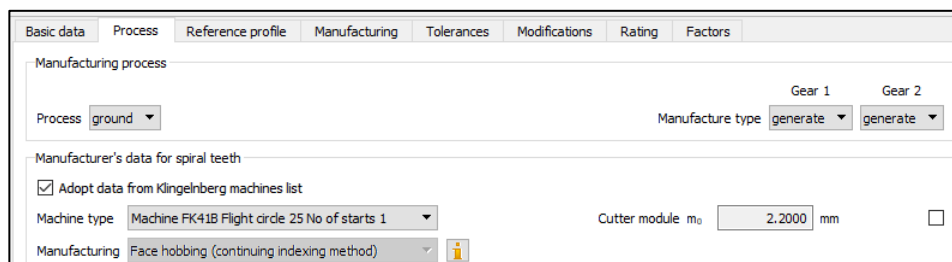 Basic data Process Reference profile Manufacturing Tolerances Modifications Rating Factors
Manufacturing process
Gear 1 Gear 2
Process ground Manufacture type generate generate
Manufacturer's data for spiral teeth
Adopt data from Klingelnberg machines list
Machine type Machine FK41B Flight circle 25 No of starts 1 Cutter module m₀ 2.2000 mm
Manufacturing Face hobbing (continuing indexing method)